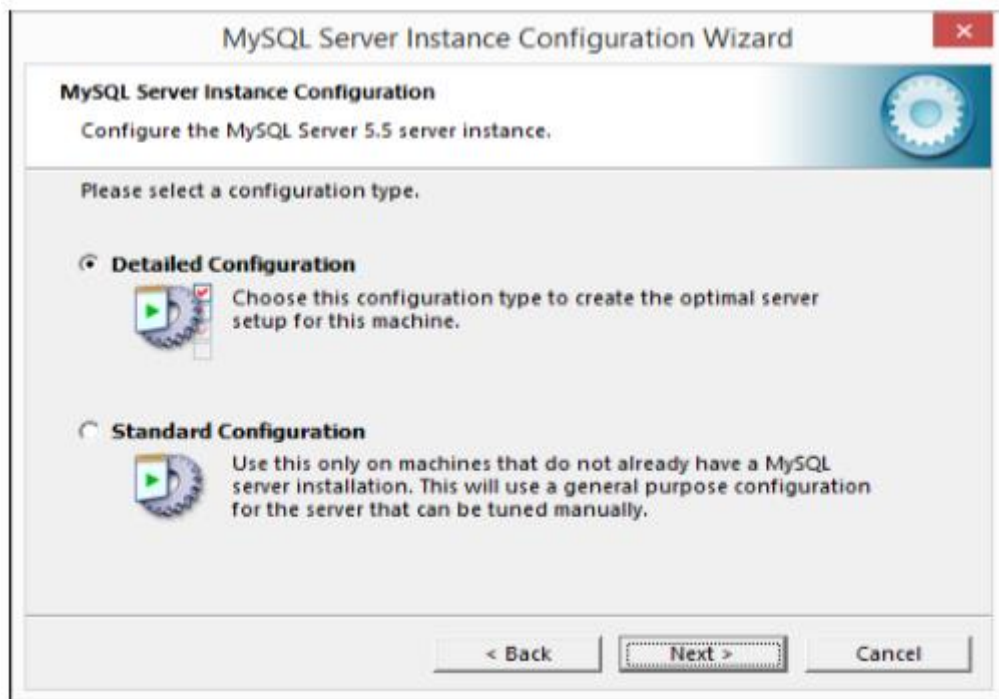 MySQL Server Instance Configuration Wizard
MySQL Server Instance Configuration
Configure the MySQL Server 5.5 server instance.
Please select a configuration type.
Detailed Configuration
Choose this configuration type to create the optimal server
setup for this machine.
Standard Configuration
Use this only on machines that do not already have a MySQL
server installation. This will use a general purpose configuration
for the server that can be tuned manually.
< Back
Next >
Cancel